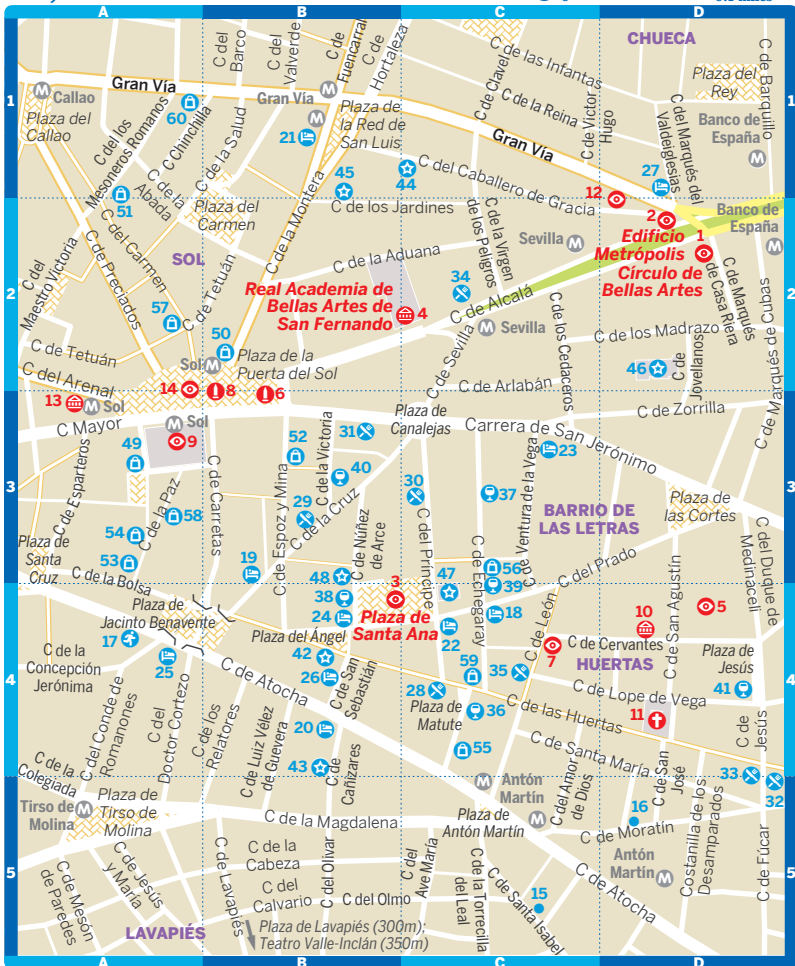 A
B
C
D
CHUECA
C de las Infantas
Plaza del
Rey
C de Barquillo
C del
Barco
C del
Valverde
C de
Fuencarral
C de
Hortaleza
C de Clavel
C de la Reina
C de Víctor
Hugo
C del Marqués del
Valdeiglesias
Banco de
España
1
1
Callao
Gran Vía
Plaza del
Callao
60
Gran Vía
Plaza de
la Red de
San Luis
Gran Vía
C de los
Mesoneros Romanos
C Chinchilla
C de la Salud
21
45
44
C del Caballero de Gracia
12
27
C de la
Abada
51
Plaza del
Carmen
C de la Montera
C de los Jardines
C de la Virgen
de los Peligros
Sevilla
2
Edificio
Metrópolis
1
Círculo de
Bellas Artes
Banco de
España
C del
Maestro Victoria
C de Preciados
C del Carmen
SOL
C de Tetuán
C de la Aduana
Real Academia de
Bellas Artes de
San Fernando
4
34
C de Alcalá
Sevilla
C de Sevilla
C de los Cedaceros
C de los Madrazo
C de Marqués
de Casa Riera
C de Marqués de Cubas
2
2
57
50
C de Tetuán
Sol
Plaza de la
Puerta del Sol
46
C de
Jovellanos
C del Arenal
13
Sol
14
8
6
C de Arlabán
C de Zorrilla
C Mayor
Sol
9
Plaza de
Canalejas
Carrera de San Jerónimo
23
49
C de Esparteros
C de la Paz
58
C de Carretas
C de Espoz y Mina
52
C de la Victoria
31
40
C de la Cruz
29
C de Núñez
de Arce
30
C del Príncipe
37
C de Echegaray
C de Ventura de la Vega
BARRIO DE
LAS LETRAS
Plaza de
las Cortes
3
3
Plaza de
Santa
Cruz
54
53
C de la Bolsa
19
48
38
24
3
Plaza de
Santa Ana
47
56
39
18
22
C del Prado
C de León
C de San Agustín
C del Duque de
Medinaceli
5
10
Plaza de
Jacinto Benavente
17
25
Plaza del Ángel
42
26
C de San
Sebastián
59
35
7
C de Cervantes
HUERTAS
Plaza de
Jesús
41
C de la
Concepción
Jerónima
C de Atocha
28
Plaza de
Matute
36
C de las Huertas
C de Lope de Vega
11
4
4
C del Conde de
Romanones
C del
Doctor Cortezo
C de los
Relatores
C de Luiz Vélez
de Guevera
20
43
C de
Cañizares
55
C de Santa María
C de
Jesús
C de la
Colegiada
Tirso de
Molina
Plaza de
Tirso de
Molina
C de la Magdalena
Antón
Martín
Plaza de
Antón Martín
C del Amor
de Dios
C de San
José
16
C de Moratín
Antón
Martín
Costanilla de los
Desamparados
33
32
C de Fúcar
5
5
C de Mesón
de Paredes
C de Jesús
y María
C de Lavapiés
C de la
Cabeza
C del
Calvario
C del Olivar
C del Olmo
C del
Ave María
C de la Torrecilla
del Leal
15
C de Santa Isabel
C de Atocha
LAVAPIÉS
Plaza de Lavapiés (300m);
Teatro Valle-Inclán (350m)
A
B
C
D